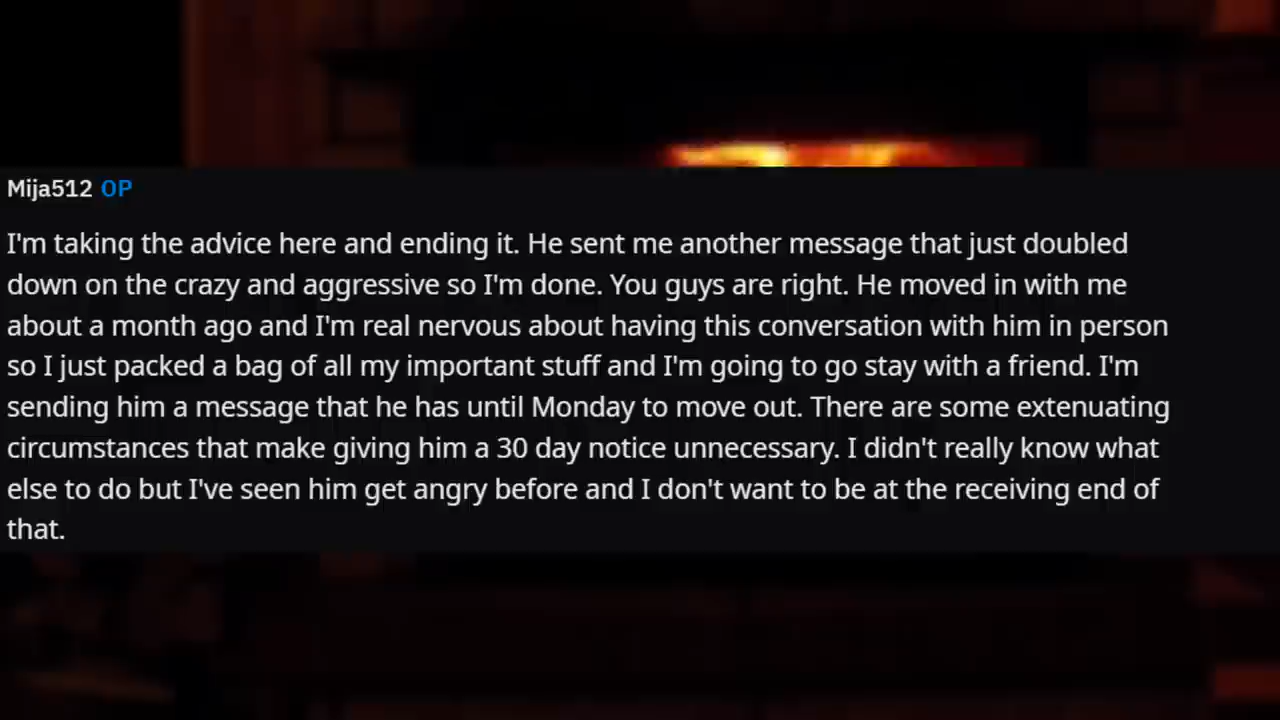 Mija512 OP
I'm taking the advice here and ending it. He sent me another message that just doubled
down on the crazy and aggressive so I'm done. You guys are right. He moved in with me
about a month ago and I'm real nervous about having this conversation with him in person
so I just packed a bag of all my important stuff and I'm going to go stay with a friend. I'm
sending him a message that he has until Monday to move out. There are some extenuating
circumstances that make giving him a 30 day notice unnecessary. I didn't really know what
else to do but I've seen him get angry before and I don't want to be at the receiving end of
that.